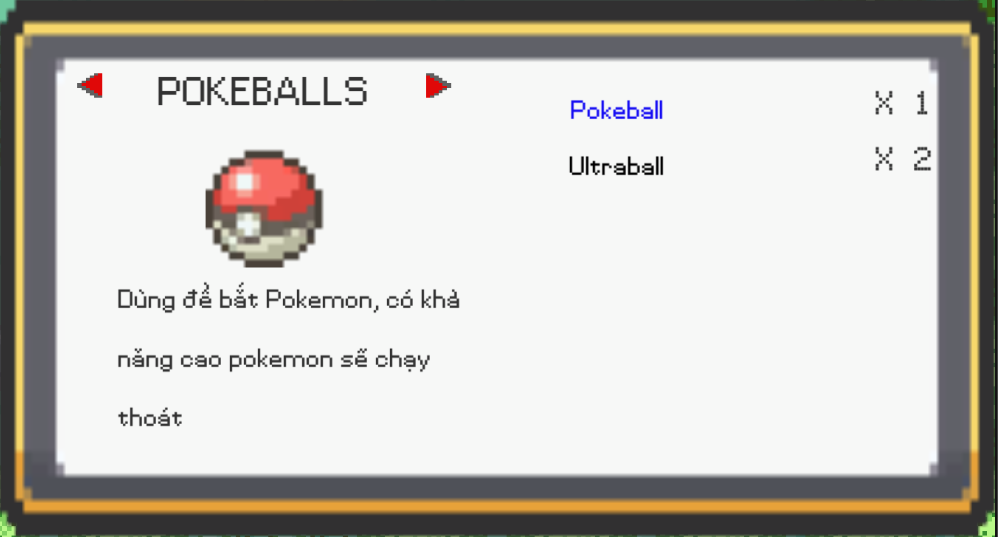 POKEBALLS
Dùng để bắt Pokemon, có khả
năng cao pokemon sẽ chạy
thoát
Pokeball X 1
Ultraball X 2